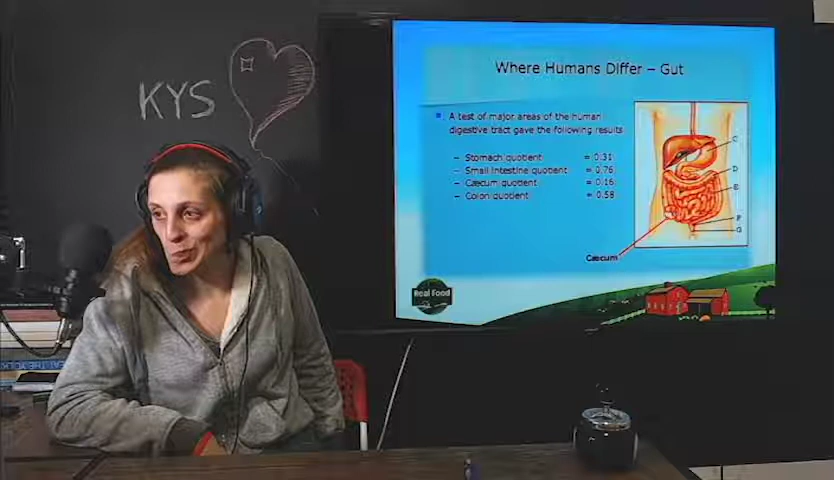 KYS
Where Humans Differ – Gut
A test of major areas of the human
digestive tract gave the following results
– Stomach quotient = 0.31
– Small intestine quotient = 0.76
– Cæcum quotient = 0.16
– Colon quotient = 0.58
C
D
E
F
G
Cæcum
Real Food